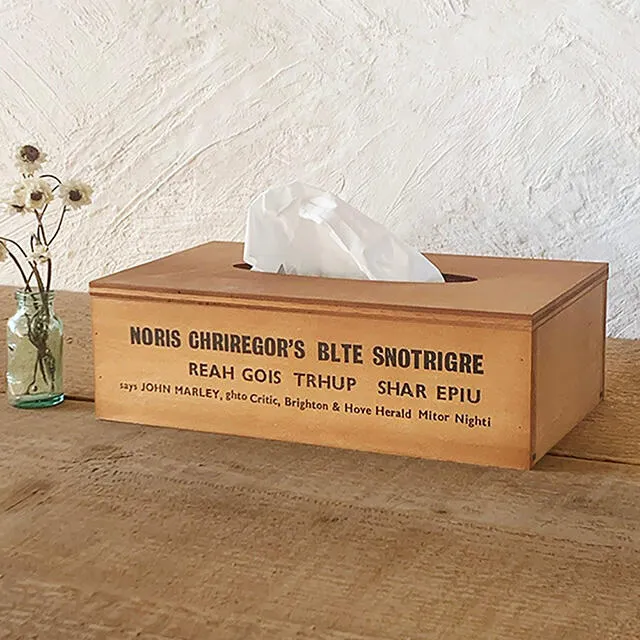 NORIS CHRIREGOR'S BLTE SNOTRIGRE
REAH GOIS TRHUP SHAR EPIU
says JOHN MARLEY, ghto Critic, Brighton & Hove Herald Mitor Nighti